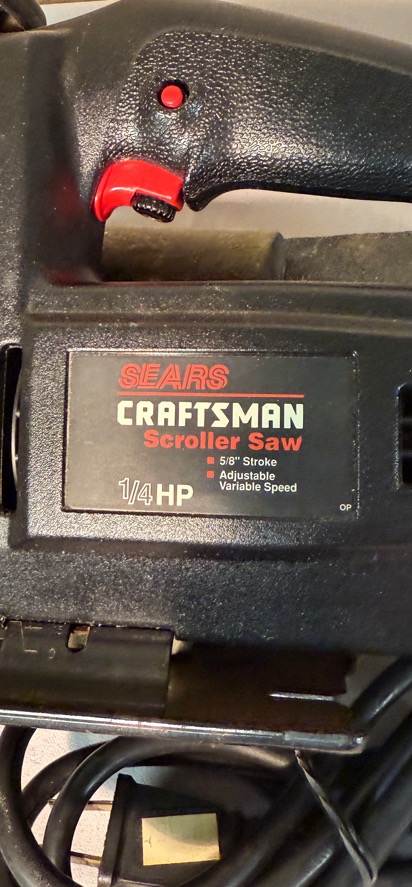 SEARS
CRAFTSMAN
Scroller Saw
5/8" Stroke
Adjustable
Variable Speed
1/4 HP
OP